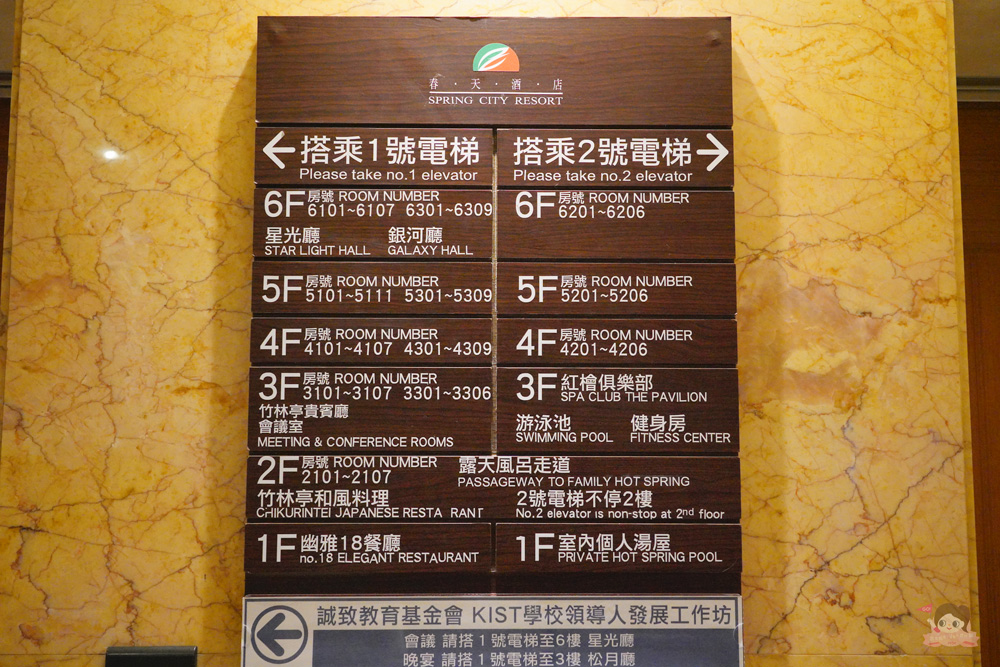 春·天·酒·店
SPRING CITY RESORT
←搭乘1號電梯
Please take no.1 elevator
搭乘2號電梯→
Please take no.2 elevator
6F 房號 ROOM NUMBER
6101~6107 6301~6309
星光廳 銀河廳
STAR LIGHT HALL GALAXY HALL
6F 房號 ROOM NUMBER
6201~6206
5F 房號 ROOM NUMBER
5101~5111 5301~5309
5F 房號 ROOM NUMBER
5201~5206
4F 房號 ROOM NUMBER
4101~4107 4301~4309
4F 房號 ROOM NUMBER
4201~4206
3F 房號 ROOM NUMBER
3101~3107 3301~3306
竹林亭貴賓廳
會議室
MEETING & CONFERENCE ROOMS
3F 紅檜俱樂部
SPA CLUB THE PAVILION
游泳池 健身房
SWIMMING POOL FITNESS CENTER
2F 房號 ROOM NUMBER
2101~2107
竹林亭和風料理
CHIKURINTEI JAPANESE RESTA RANT
露天風呂走道
PASSAGEWAY TO FAMILY HOT SPRING
2號電梯不停2樓
No.2 elevator is non-stop at 2nd floor
1F 幽雅18餐廳
no.18 ELEGANT RESTAURANT
1F 室內個人湯屋
PRIVATE HOT SPRING POOL
← 誠致教育基金會 KIST學校領導人發展工作坊
會議 請搭 1號電梯至6樓 星光廳
晚宴 請搭 1號電梯至3樓 松月廳